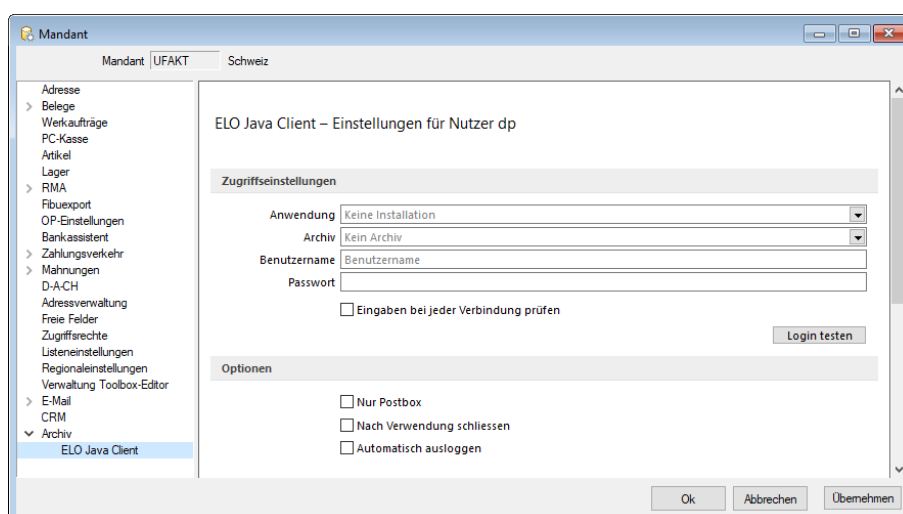 Mandant
Mandant UFAKT Schweiz
Adresse
Belege
Werkaufträge
PC-Kasse
Artikel
Lager
RMA
Fibuexport
OP-Einstellungen
Bankassistent
Zahlungsverkehr
Mahnungen
D-A-CH
Adressverwaltung
Freie Felder
Zugriffsrechte
Listeneinstellungen
Regionaleinstellungen
Verwaltung Toolbox-Editor
E-Mail
CRM
Archiv
ELO Java Client
ELO Java Client – Einstellungen für Nutzer dp
Zugriffseinstellungen
Anwendung Keine Installation
Archiv Kein Archiv
Benutzername Benutzername
Passwort
Eingaben bei jeder Verbindung prüfen
Login testen
Optionen
Nur Postbox
Nach Verwendung schliessen
Automatisch ausloggen
Ok Abbrechen Übernehmen